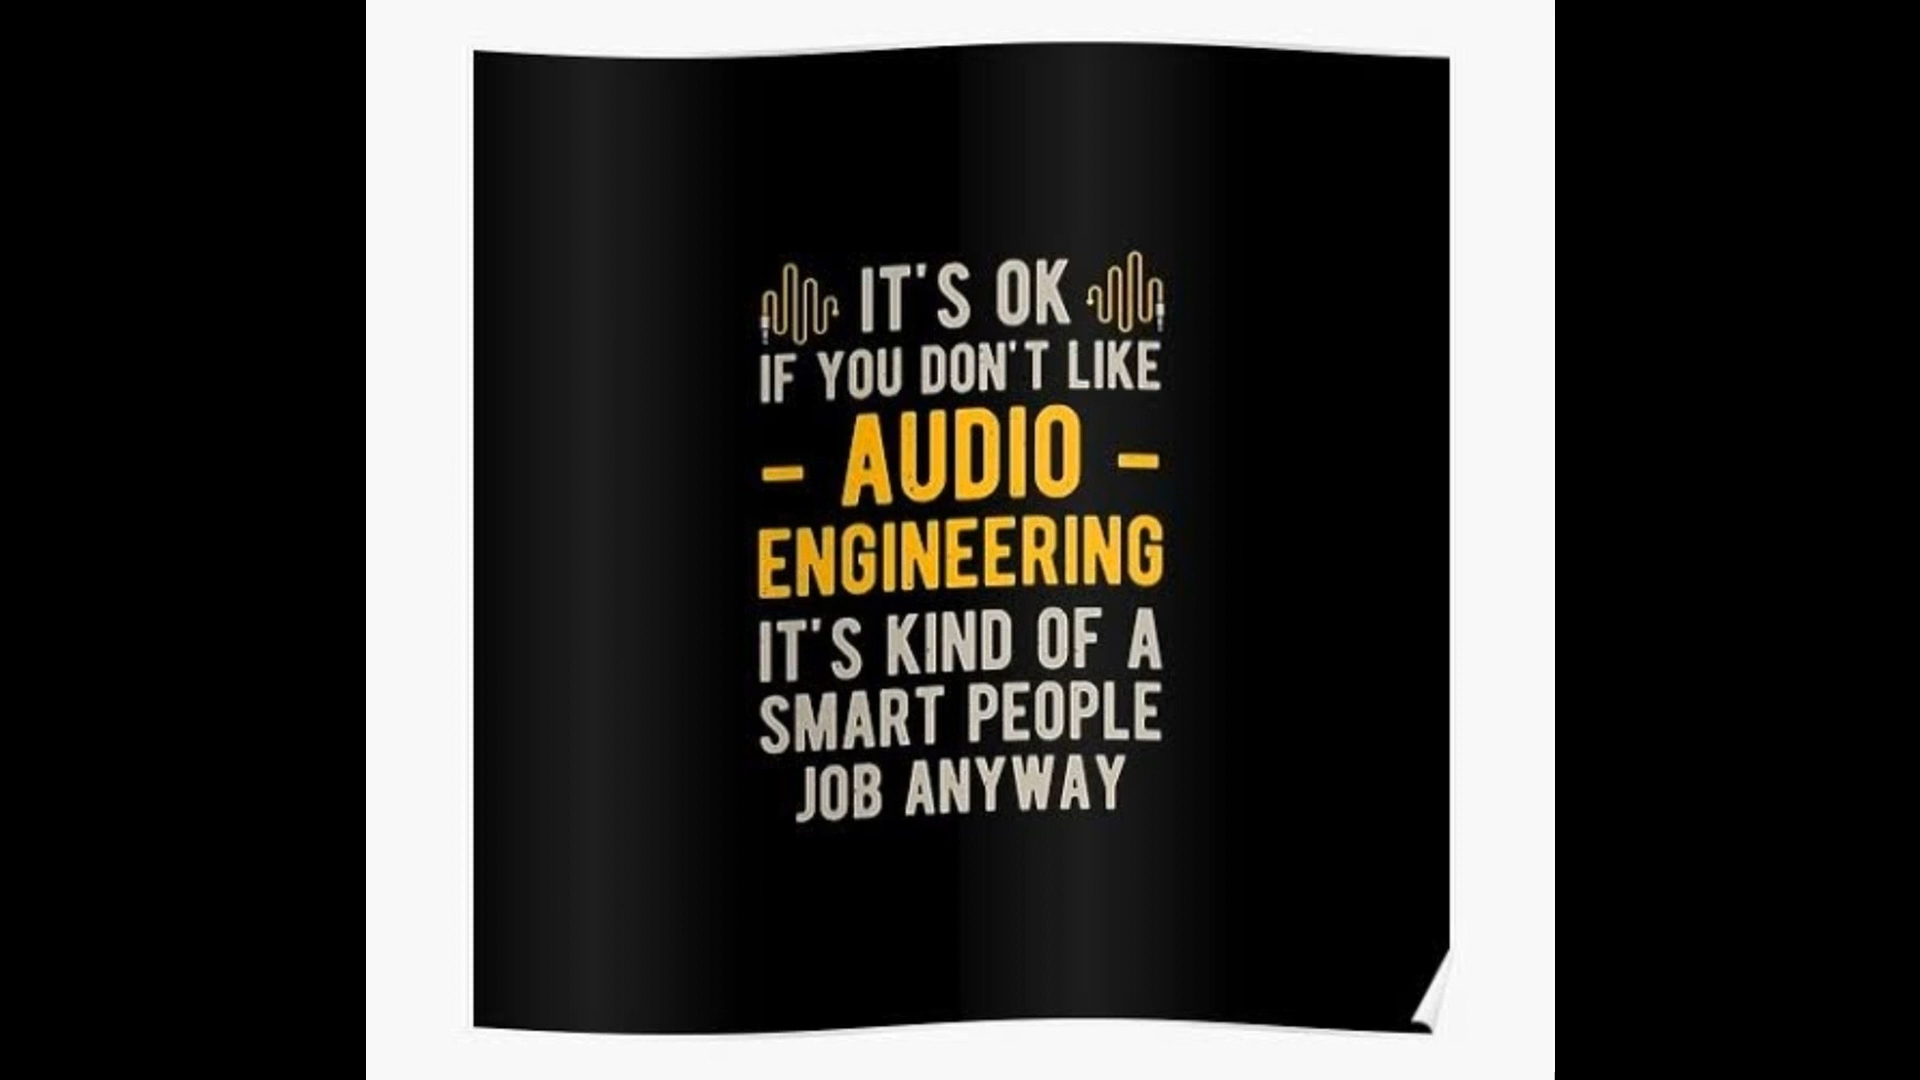 IT'S OK
IF YOU DON'T LIKE
- AUDIO -
ENGINEERING
IT'S KIND OF A
SMART PEOPLE
JOB ANYWAY